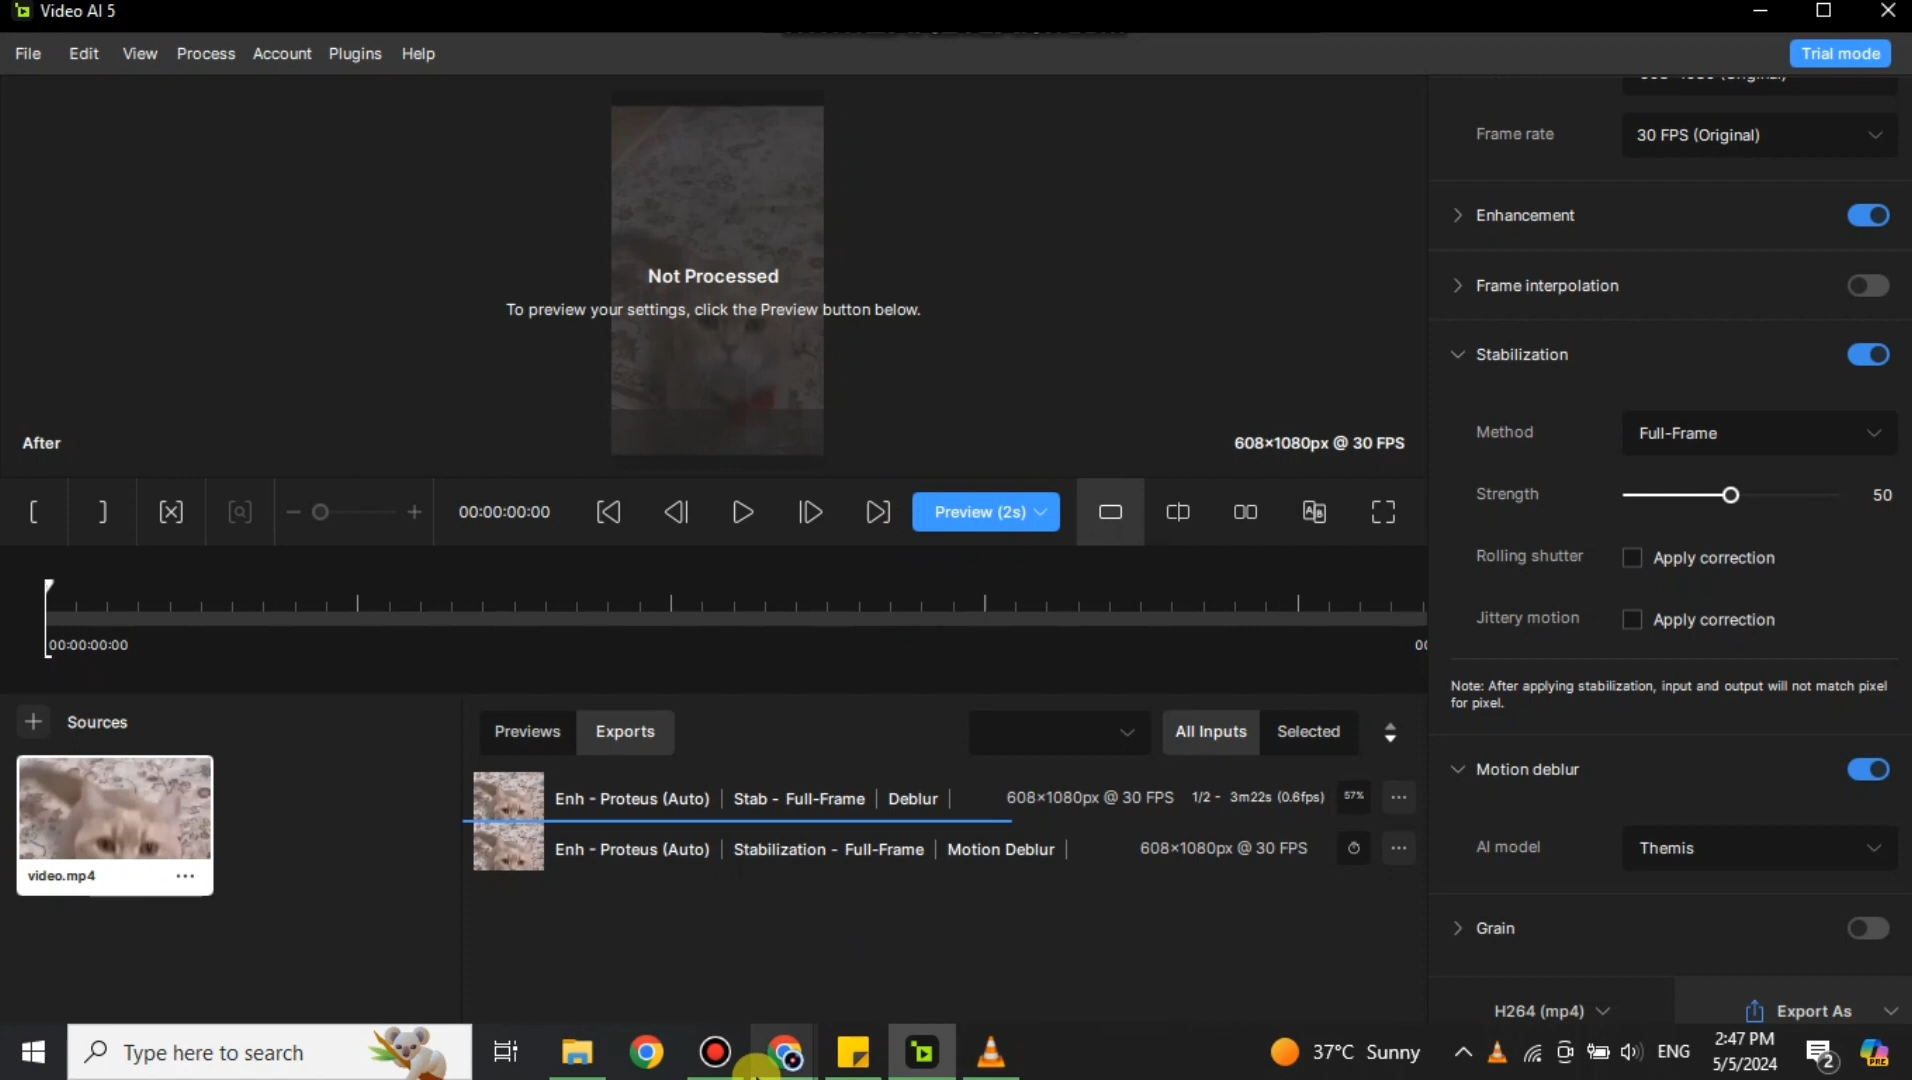 Video AI 5
File Edit View Process Account Plugins Help
Trial mode
Frame rate 30 FPS (Original)
Enhancement
Not Processed
Frame interpolation
To preview your settings, click the Preview button below.
Stabilization
Method Full-Frame
After
608×1080px @ 30 FPS
Strength 50
00:00:00:00
Preview (2s)
Rolling shutter Apply correction
Jittery motion Apply correction
00:00:00:00
Note: After applying stabilization, input and output will not match pixel
for pixel.
Sources
Previews Exports
All Inputs Selected
Motion deblur
Enh - Proteus (Auto) | Stab - Full-Frame | Deblur |
608×1080px @ 30 FPS 1/2 - 3m22s (0.6fps) 57% ...
Enh - Proteus (Auto) | Stabilization - Full-Frame | Motion Deblur |
608×1080px @ 30 FPS ...
AI model Themis
video.mp4 ...
Grain
H264 (mp4)
Export As
Type here to search
37°C Sunny
ENG
2:47 PM
5/5/2024
2
PRE